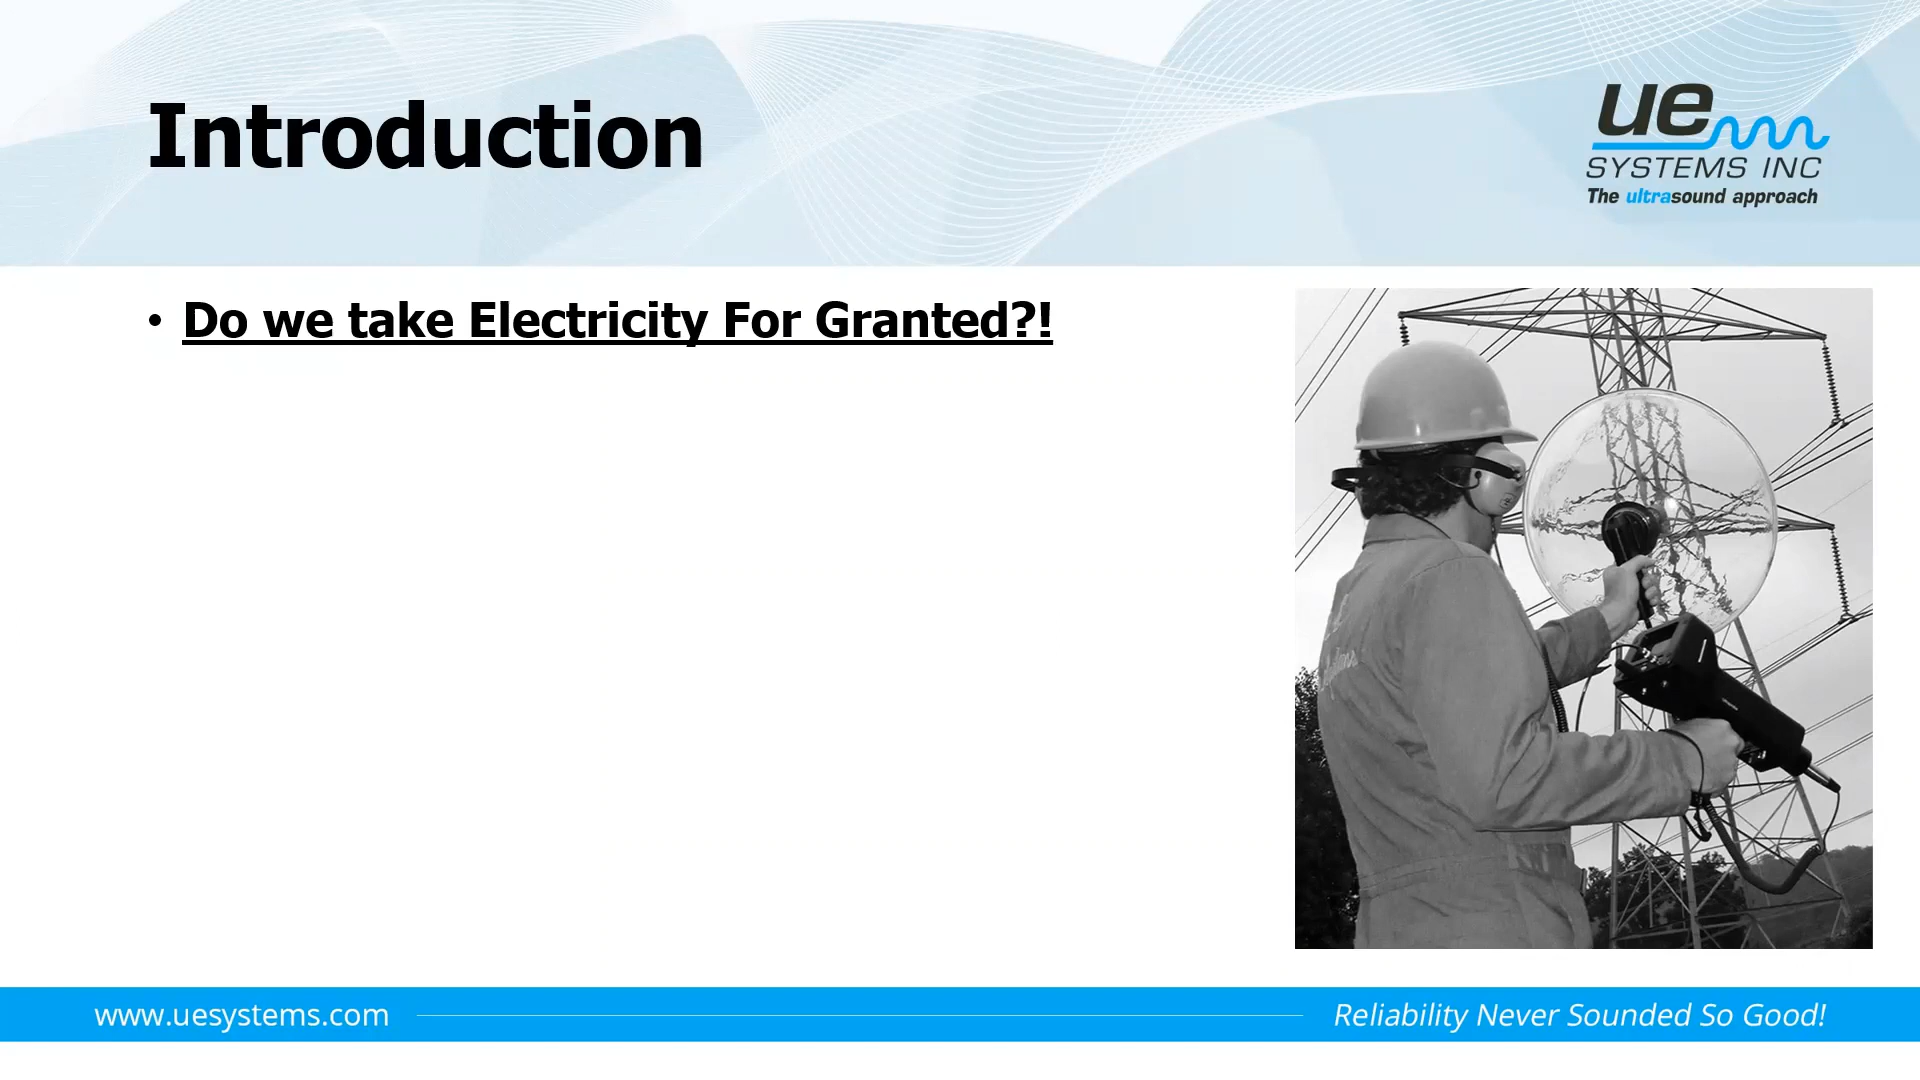 Introduction
ue
SYSTEMS INC
The ultrasound approach
• Do we take Electricity For Granted?!
www.uesystems.com
Reliability Never Sounded So Good!